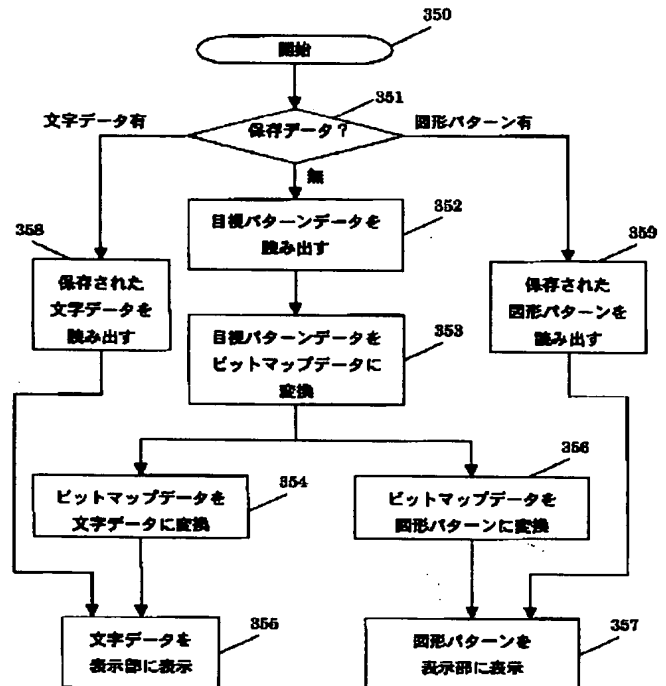 350
開始
351
保存データ？
文字データ有
図形パターン有
無
352
目視パターンデータを
読み出す
358
保存された
文字データを
読み出す
359
保存された
図形パターンを
読み出す
353
目視パターンデータを
ビットマップデータに
変換
354
ビットマップデータを
文字データに変換
356
ビットマップデータを
図形パターンに変換
355
文字データを
表示部に表示
357
図形パターンを
表示部に表示